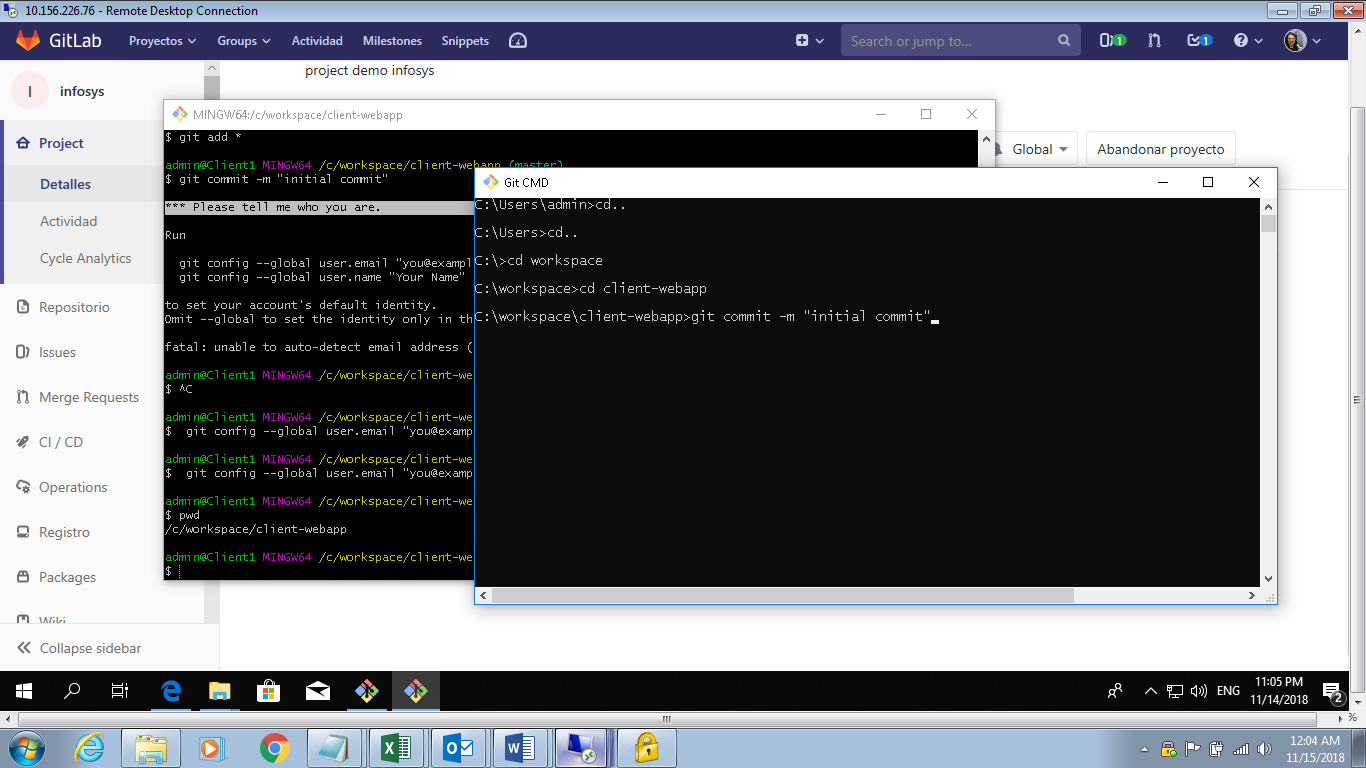 10.156.226.76 - Remote Desktop Connection
GitLab Proyectos Groups Actividad Milestones Snippets Search or jump to... 1 1
I infosys
project demo infosys
Project
Detalles
Actividad
Cycle Analytics
Repositorio
Issues
Merge Requests
CI / CD
Operations
Registro
Packages
Wiki
Collapse sidebar
Global Abandonar proyecto
MINGW64:/c/workspace/client-webapp
$ git add *
admin@Client1 MINGW64 /c/workspace/client-webapp (master)
$ git commit -m "initial commit"
*** Please tell me who you are.
Run
git config --global user.email "you@exampl
git config --global user.name "Your Name"
to set your account's default identity.
Omit --global to set the identity only in th
fatal: unable to auto-detect email address (
admin@Client1 MINGW64 /c/workspace/client-we
$ ^C
admin@Client1 MINGW64 /c/workspace/client-we
$  git config --global user.email "you@examp
admin@Client1 MINGW64 /c/workspace/client-we
$  git config --global user.email "you@examp
admin@Client1 MINGW64 /c/workspace/client-we
$ pwd
/c/workspace/client-webapp
admin@Client1 MINGW64 /c/workspace/client-we
$
Git CMD
C:\Users\admin>cd..
C:\Users>cd..
C:\>cd workspace
C:\workspace>cd client-webapp
C:\workspace\client-webapp>git commit -m "initial commit"
ENG
11:05 PM
11/14/2018
2
%
12:04 AM
11/15/2018